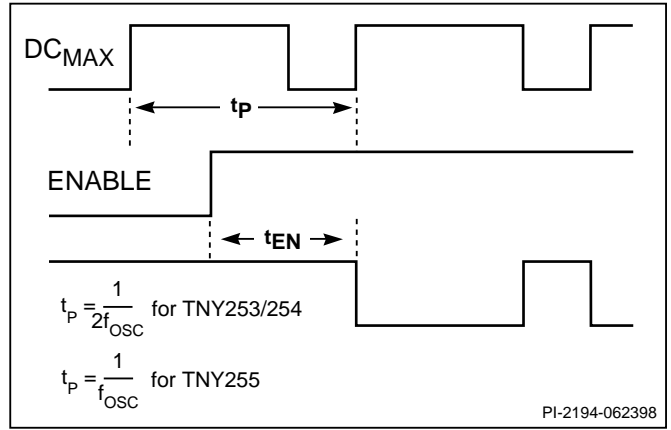 DCMAX
tP
ENABLE
tEN
tP = 1/2fOSC for TNY253/254
tP = 1/fOSC for TNY255
PI-2194-062398